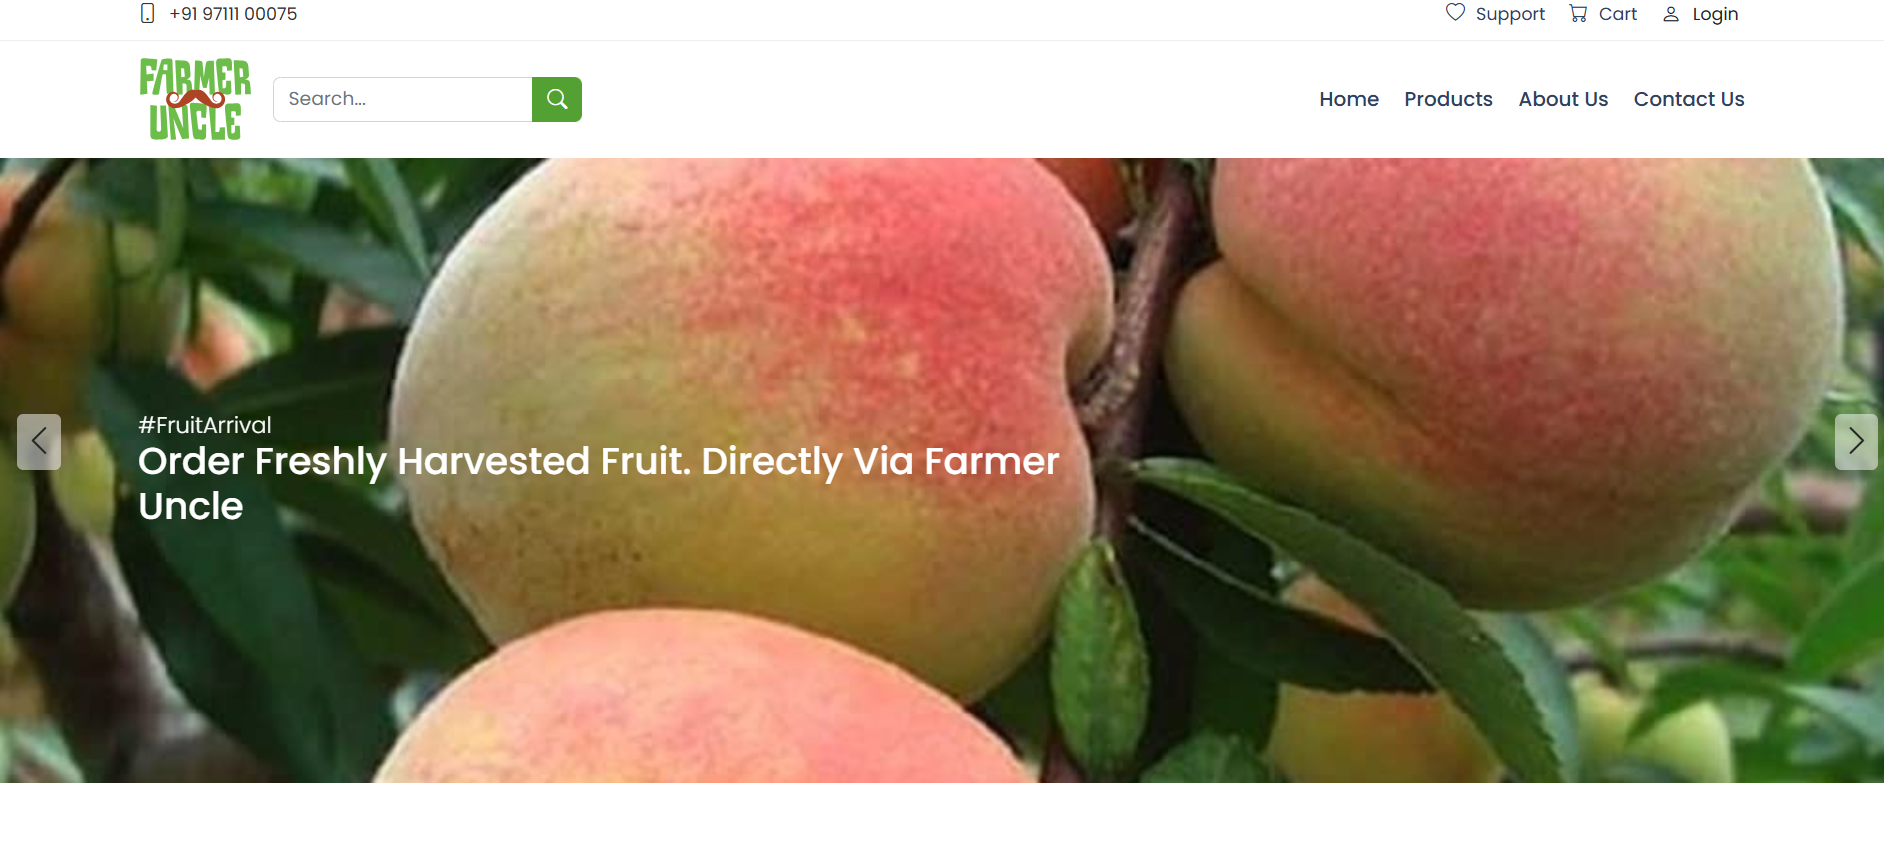 +91 97111 00075
Support
Cart
Login
FARMER
UNCLE
Search...
Home
Products
About Us
Contact Us
#FruitArrival
Order Freshly Harvested Fruit. Directly Via Farmer
Uncle